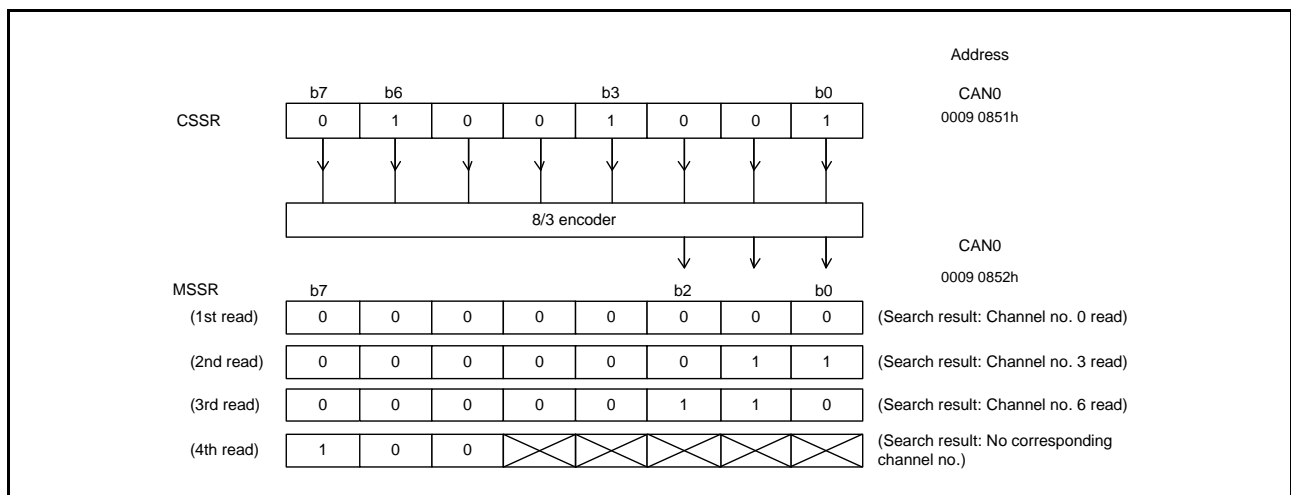 Address
b7 b6 b3 b0 CAN0
CSSR 0 1 0 0 1 0 0 1 0009 0851h
8/3 encoder
CAN0
0009 0852h
MSSR b7 b2 b0
(1st read) 0 0 0 0 0 0 0 0 (Search result: Channel no. 0 read)
(2nd read) 0 0 0 0 0 0 1 1 (Search result: Channel no. 3 read)
(3rd read) 0 0 0 0 0 1 1 0 (Search result: Channel no. 6 read)
(4th read) 1 0 0 (Search result: No corresponding
channel no.)